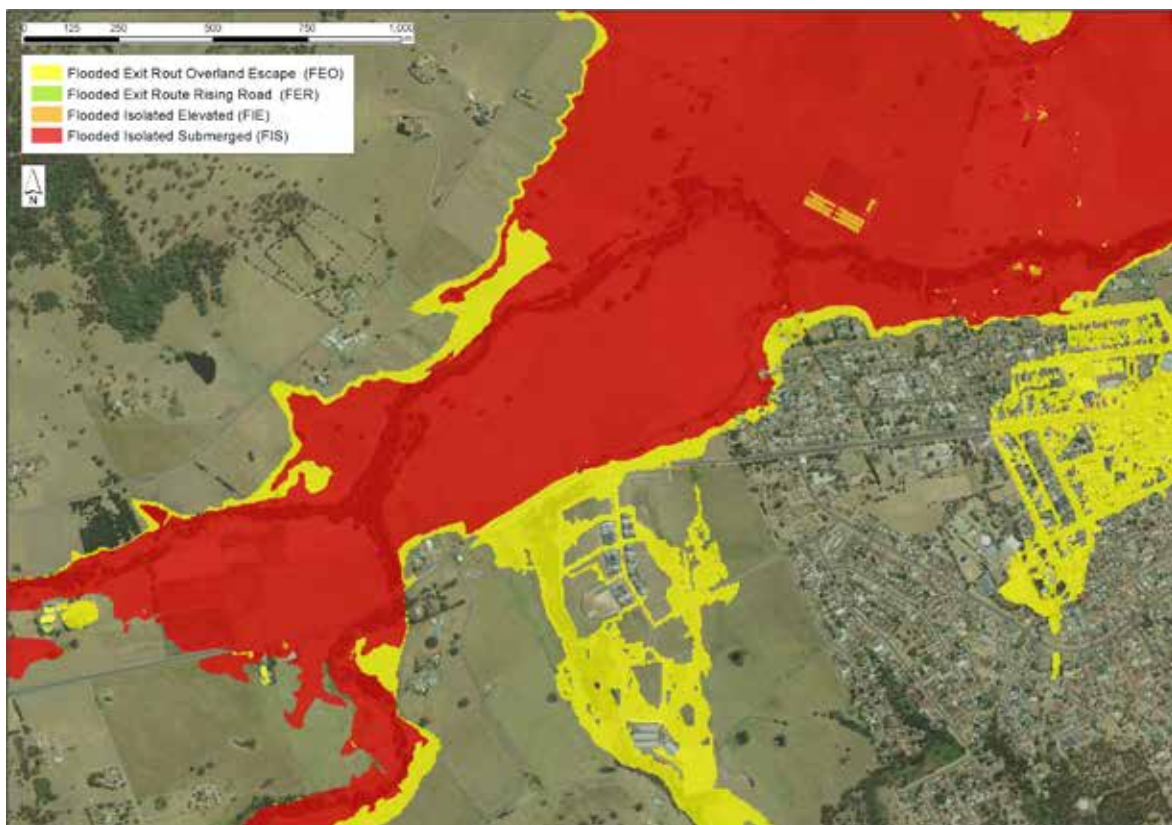 0 125 250 500 750 1,000
m
Flooded Exit Rout Overland Escape (FEO)
Flooded Exit Route Rising Road (FER)
Flooded Isolated Elevated (FIE)
Flooded Isolated Submerged (FIS)
N